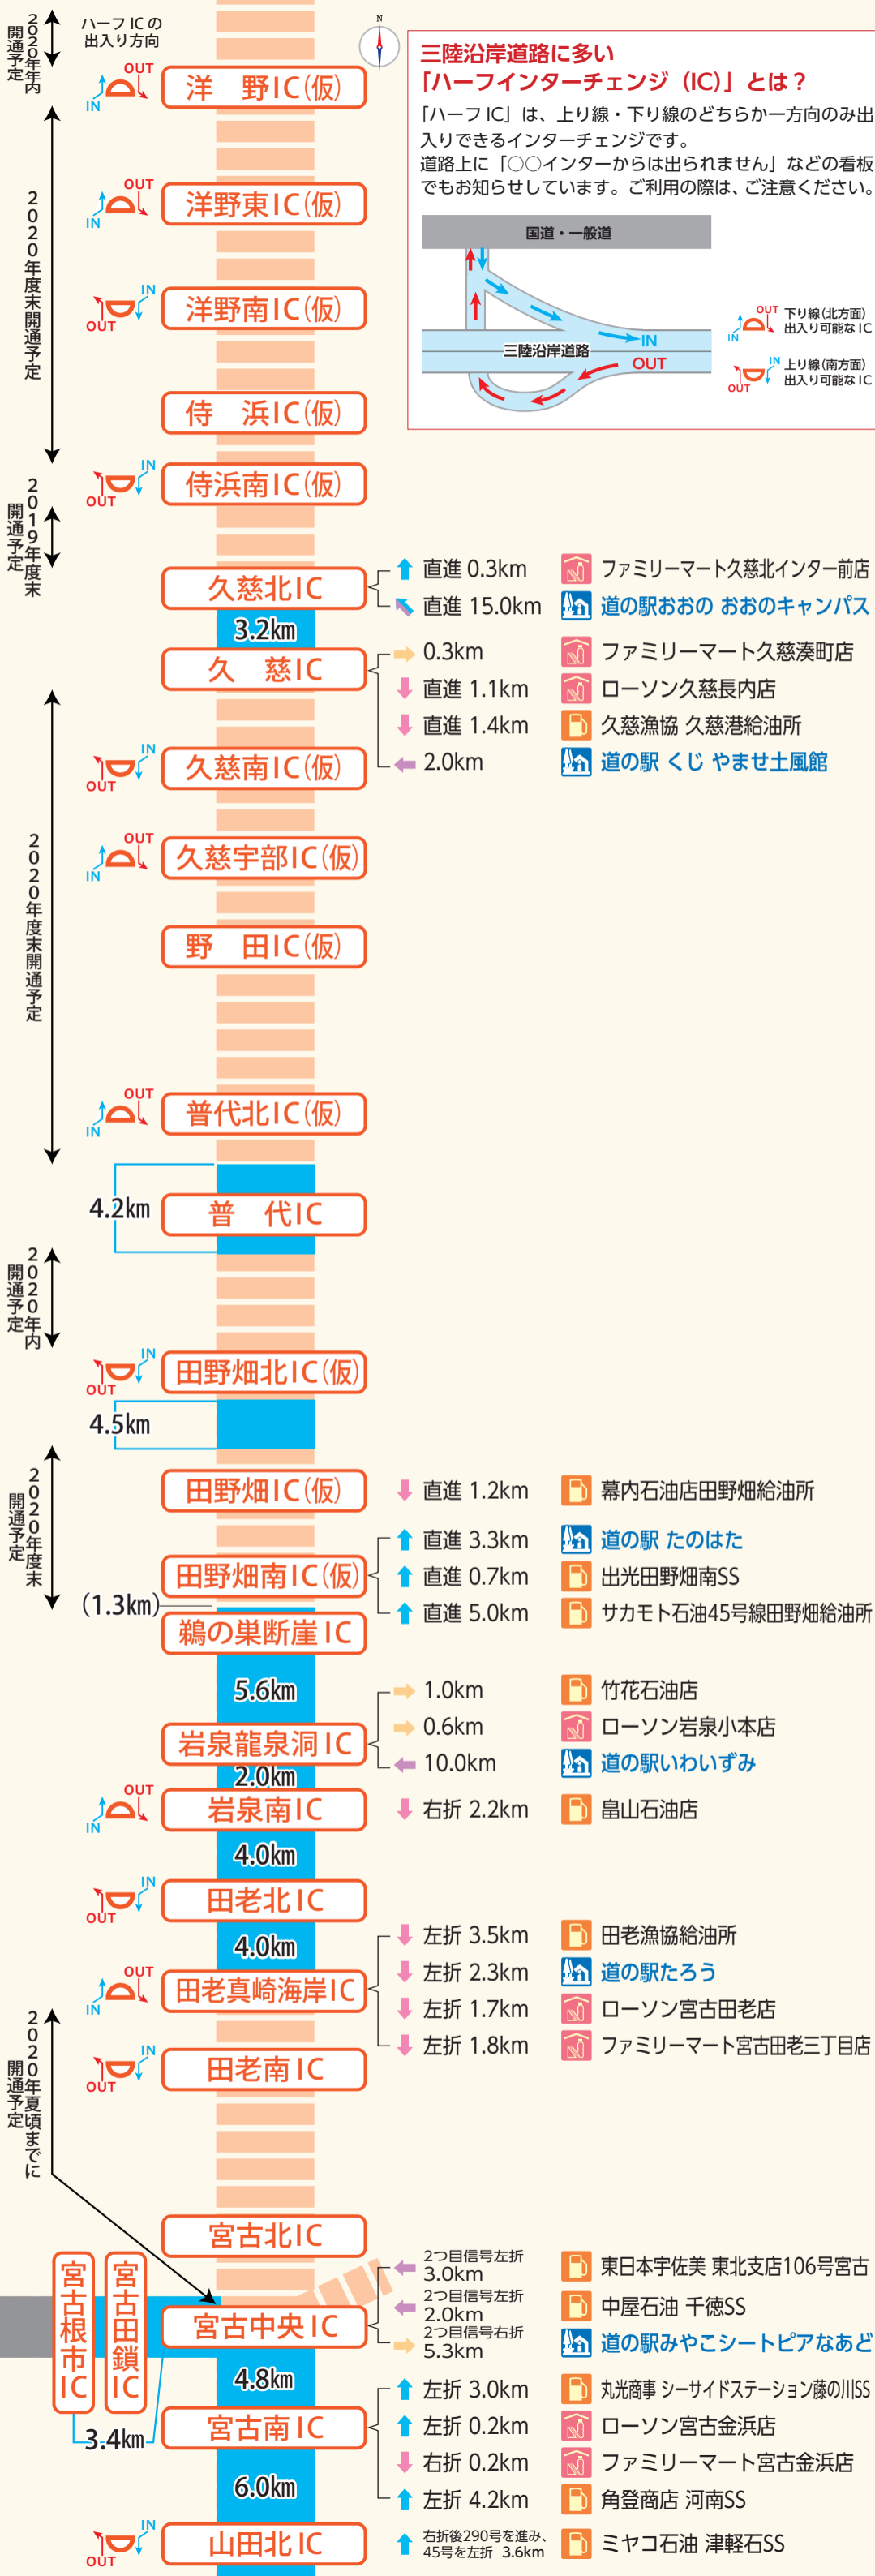 2020年年内
開通予定
ハーフICの
出入り方向
N
三陸沿岸道路に多い
「ハーフインターチェンジ（IC）」とは？
「ハーフIC」は、上り線・下り線のどちらか一方向のみ出
入りできるインターチェンジです。
道路上に「○○インターからは出られません」などの看板
でもお知らせしています。ご利用の際は、ご注意ください。
国道・一般道
三陸沿岸道路
IN
OUT
OUT
IN
下り線（北方面）
出入り可能なIC
IN
OUT
上り線（南方面）
出入り可能なIC
OUT
IN
洋　野IC（仮）
2020年度末開通予定
OUT
IN
洋野東IC（仮）
IN
OUT
洋野南IC（仮）
侍　浜IC（仮）
IN
OUT
侍浜南IC（仮）
2019年度末
開通予定
久慈北IC
直進 0.3km
ファミリーマート久慈北インター前店
直進 15.0km
道の駅おおの おおのキャンパス
3.2km
久　慈IC
0.3km
ファミリーマート久慈湊町店
直進 1.1km
ローソン久慈長内店
直進 1.4km
久慈漁協 久慈港給油所
2.0km
道の駅 くじ やませ土風館
IN
OUT
久慈南IC（仮）
2020年度末開通予定
OUT
IN
久慈宇部IC（仮）
野　田IC（仮）
OUT
IN
普代北IC（仮）
4.2km
普　代IC
2020年内
開通予定
IN
OUT
田野畑北IC（仮）
4.5km
2020年度末
開通予定
田野畑IC（仮）
直進 1.2km
幕内石油店田野畑給油所
田野畑南IC（仮）
直進 3.3km
道の駅 たのはた
直進 0.7km
出光田野畑南SS
直進 5.0km
サカモト石油45号線田野畑給油所
（1.3km）
鵜の巣断崖IC
5.6km
岩泉龍泉洞IC
1.0km
竹花石油店
0.6km
ローソン岩泉小本店
10.0km
道の駅いわいずみ
2.0km
OUT
IN
岩泉南IC
右折 2.2km
畠山石油店
4.0km
IN
OUT
田老北IC
4.0km
OUT
IN
田老真崎海岸IC
左折 3.5km
田老漁協給油所
左折 2.3km
道の駅たろう
左折 1.7km
ローソン宮古田老店
左折 1.8km
ファミリーマート宮古田老三丁目店
2020年夏頃までに
開通予定
IN
OUT
田老南IC
宮古北IC
宮古根市IC
宮古田鎖IC
宮古中央IC
2つ目信号左折
3.0km
東日本宇佐美 東北支店106号宮古
2つ目信号左折
2.0km
中屋石油 千徳SS
2つ目信号右折
5.3km
道の駅みやこシートピアなあど
3.4km
4.8km
宮古南IC
左折 3.0km
丸光商事 シーサイドステーション藤の川SS
左折 0.2km
ローソン宮古金浜店
右折 0.2km
ファミリーマート宮古金浜店
左折 4.2km
角登商店 河南SS
6.0km
IN
OUT
山田北IC
右折後290号を進み、
45号を左折 3.6km
ミヤコ石油 津軽石SS